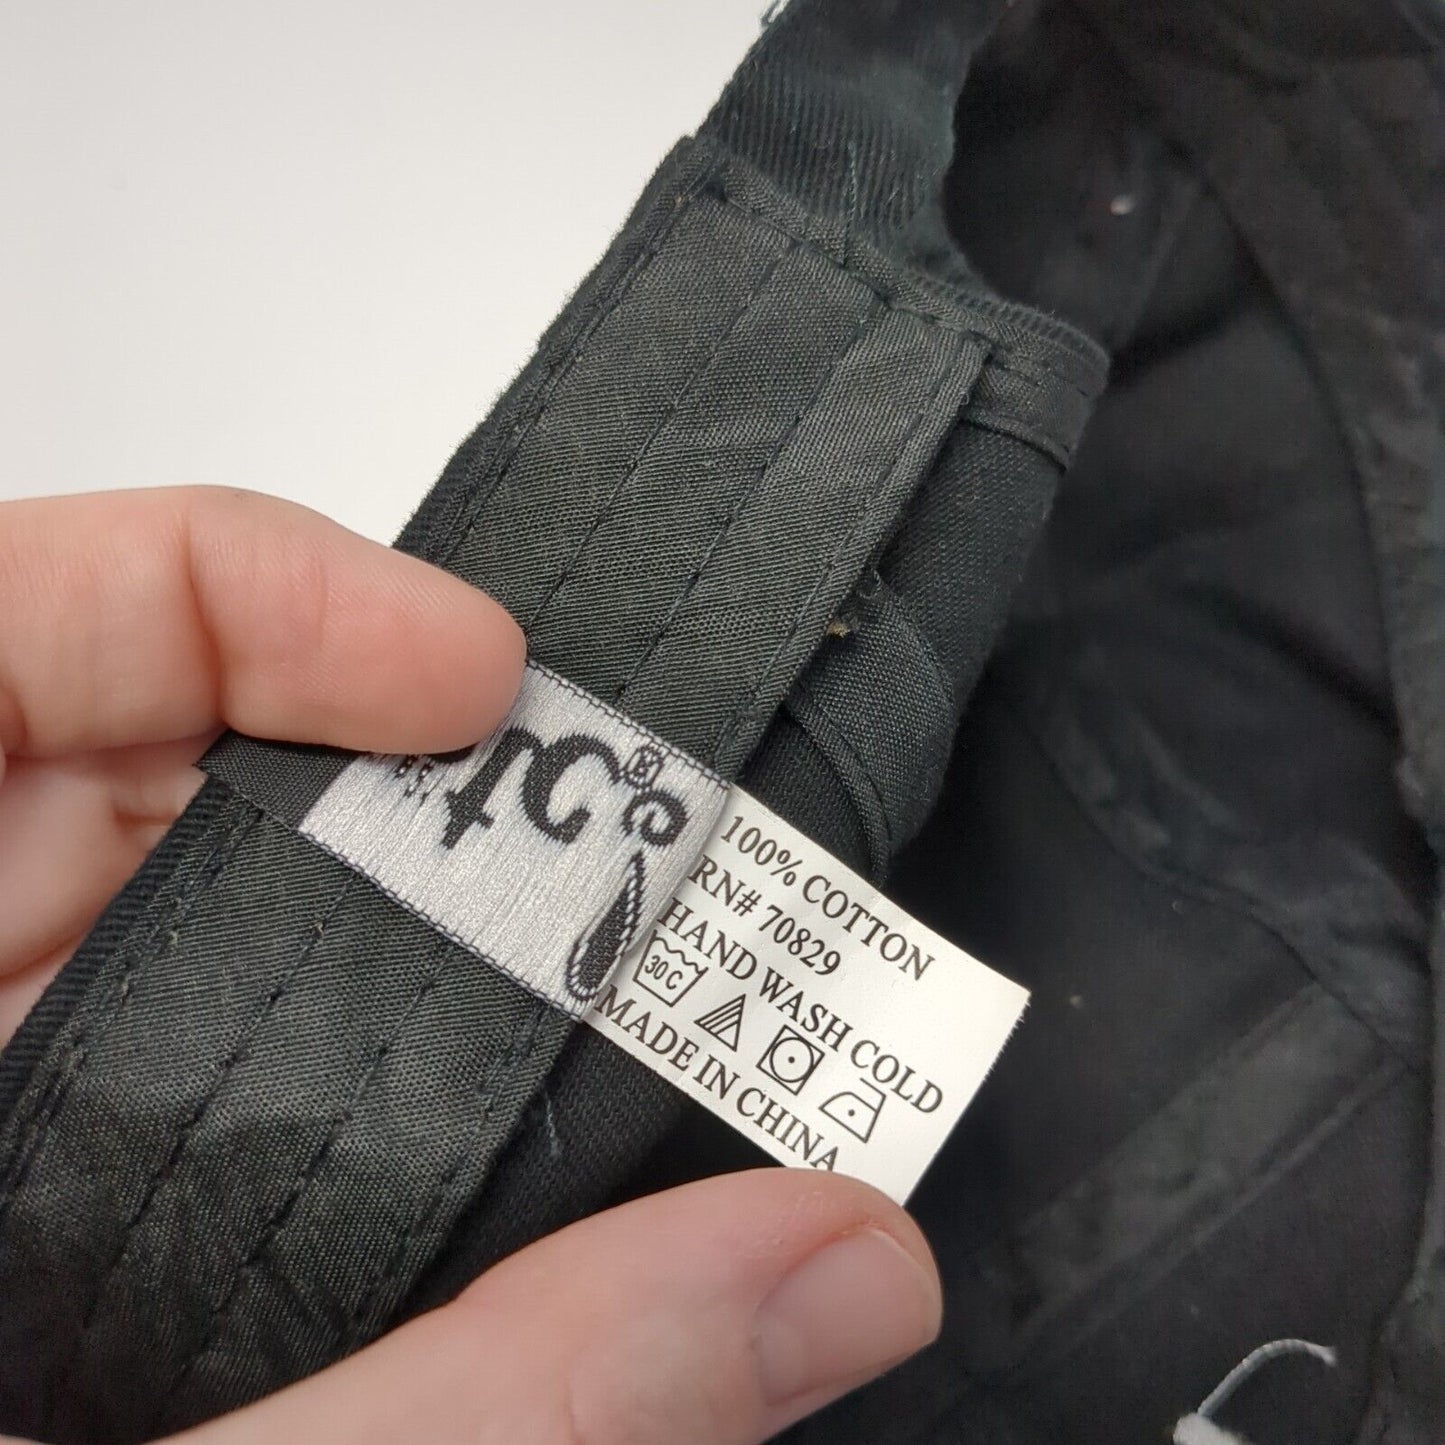 100% COTTON
RN# 70829
HAND WASH COLD
30 C
MADE IN CHINA